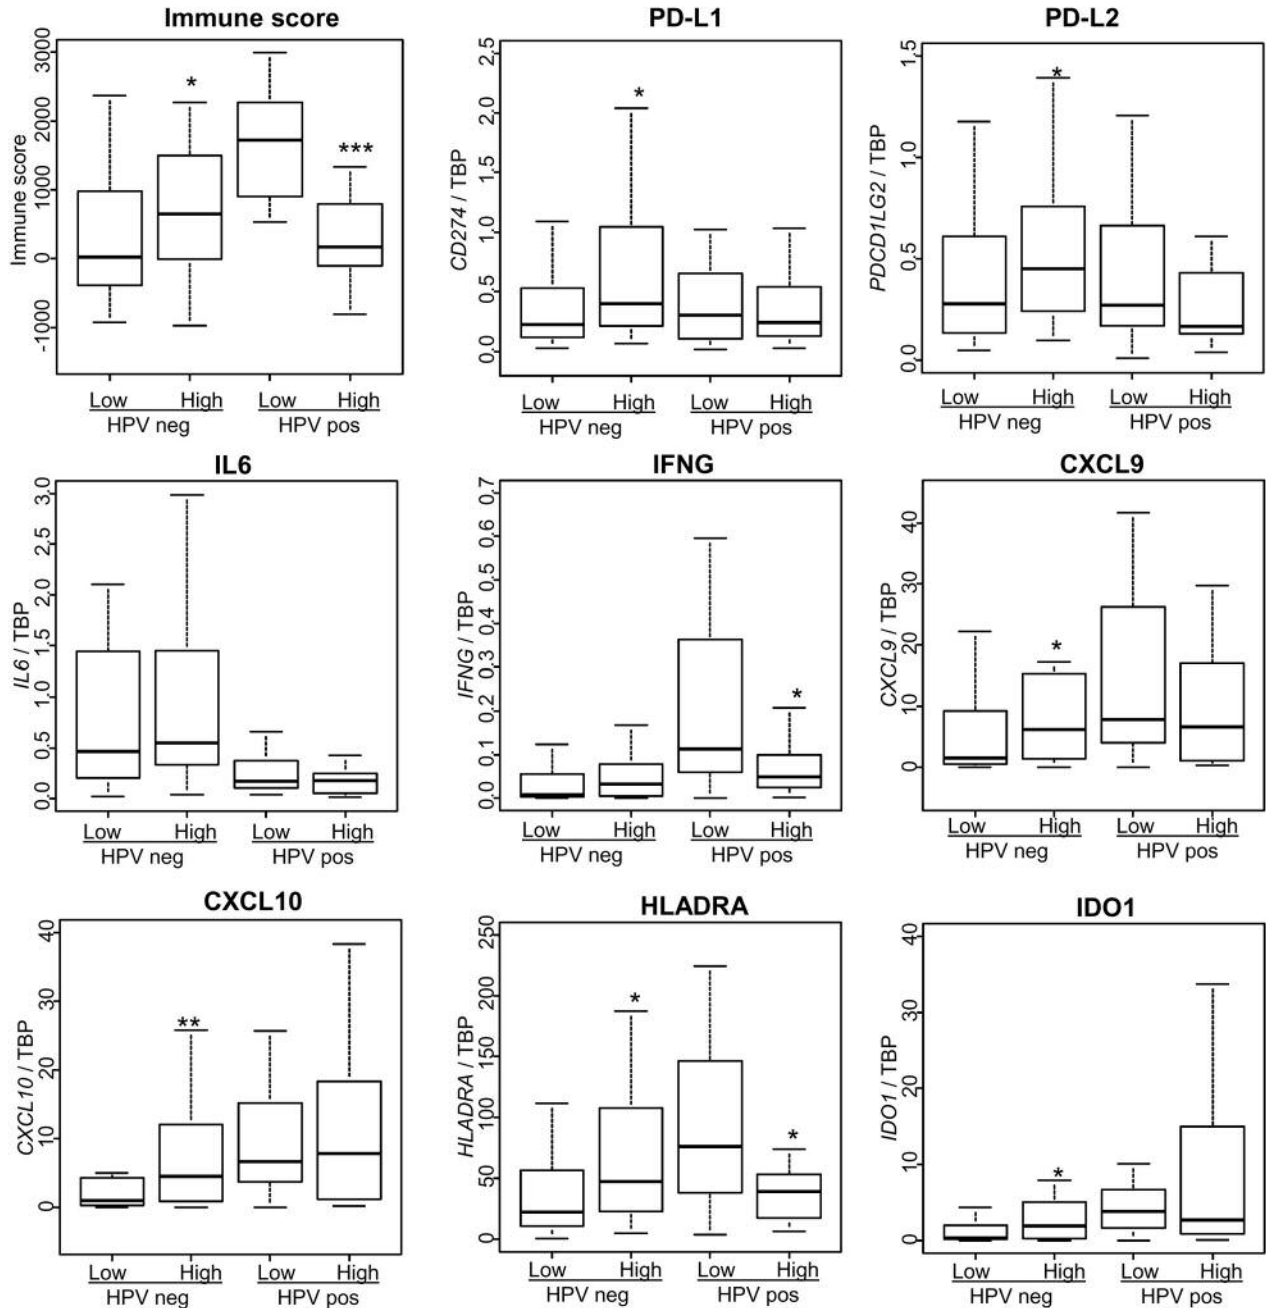 Immune score
PD-L1
PD-L2
Immune score
3000
2000
1000
0
-1000
*
***
Low High Low High
HPV neg HPV pos
CD274 / TBP
2.5
2.0
1.5
1.0
0.5
0.0
*
Low High Low High
HPV neg HPV pos
PDCD1LG2 / TBP
1.5
1.0
0.5
0.0
*
Low High Low High
HPV neg HPV pos
IL6
IFNG
CXCL9
IL6 / TBP
3.0
2.5
2.0
1.5
1.0
0.5
0.0
Low High Low High
HPV neg HPV pos
IFNG / TBP
0.7
0.6
0.5
0.4
0.3
0.2
0.1
0.0
*
Low High Low High
HPV neg HPV pos
CXCL9 / TBP
40
30
20
10
0
*
Low High Low High
HPV neg HPV pos
CXCL10
HLADRA
IDO1
CXCL10 / TBP
40
30
20
10
0
**
Low High Low High
HPV neg HPV pos
HLADRA / TBP
250
200
150
100
50
0
*
*
Low High Low High
HPV neg HPV pos
IDO1 / TBP
40
30
20
10
0
*
Low High Low High
HPV neg HPV pos